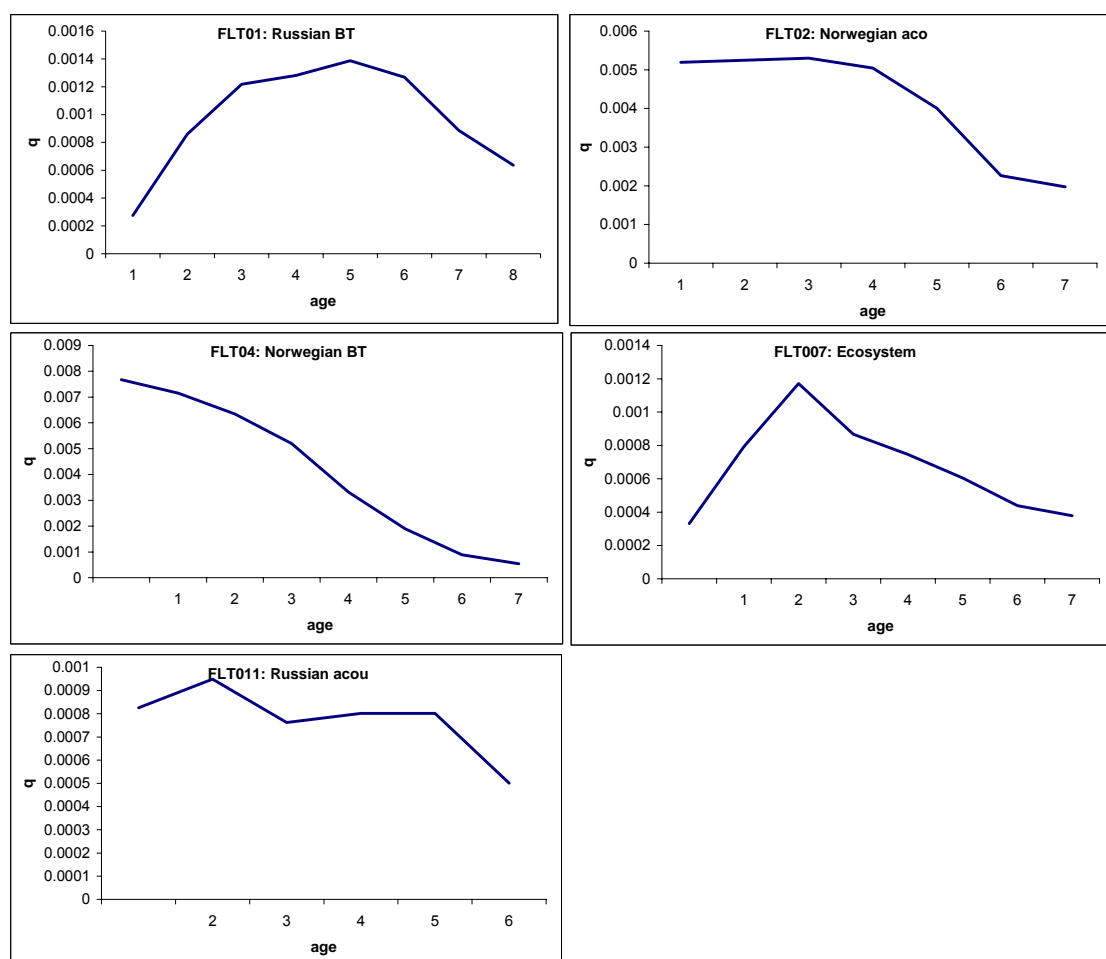 FLT01: Russian BT
0.0016
0.0014
0.0012
0.001
0.0008
0.0006
0.0004
0.0002
0
q
1 2 3 4 5 6 7 8
age
FLT02: Norwegian aco
0.006
0.005
0.004
0.003
0.002
0.001
0
q
1 2 3 4 5 6 7
age
FLT04: Norwegian BT
0.009
0.008
0.007
0.006
0.005
0.004
0.003
0.002
0.001
0
q
1 2 3 4 5 6 7
age
FLT007: Ecosystem
0.0014
0.0012
0.001
0.0008
0.0006
0.0004
0.0002
0
q
1 2 3 4 5 6 7
age
FLT011: Russian acou
0.001
0.0009
0.0008
0.0007
0.0006
0.0005
0.0004
0.0003
0.0002
0.0001
0
q
2 3 4 5 6
age